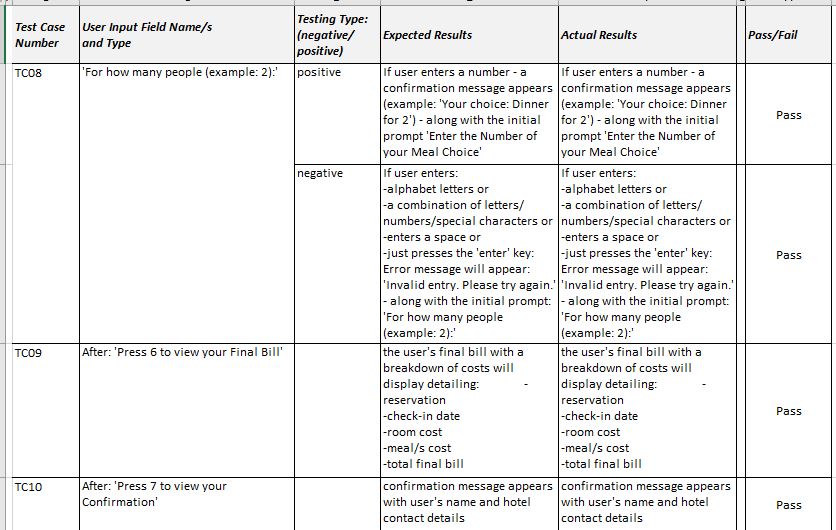 Test Case Number
User Input Field Name/s and Type
Testing Type: (negative/ positive)
Expected Results
Actual Results
Pass/Fail
TC08
'For how many people (example: 2):'
positive
If user enters a number - a
confirmation message appears
(example: 'Your choice: Dinner
for 2') - along with the initial
prompt 'Enter the Number of
your Meal Choice'
If user enters a number - a
confirmation message appears
(example: 'Your choice: Dinner
for 2') - along with the initial
prompt 'Enter the Number of
your Meal Choice'
Pass
negative
If user enters:
-alphabet letters or
-a combination of letters/
numbers/special characters or
-enters a space or
-just presses the 'enter' key:
Error message will appear:
'Invalid entry. Please try again.'
- along with the initial prompt:
'For how many people
(example: 2):'
If user enters:
-alphabet letters or
-a combination of letters/
numbers/special characters or
-enters a space or
-just presses the 'enter' key:
Error message will appear:
'Invalid entry. Please try again.'
- along with the initial prompt:
'For how many people
(example: 2):'
Pass
TC09
After: 'Press 6 to view your Final Bill'
the user's final bill with a
breakdown of costs will
display detailing: -
reservation
-check-in date
-room cost
-meal/s cost
-total final bill
the user's final bill with a
breakdown of costs will
display detailing: -
reservation
-check-in date
-room cost
-meal/s cost
-total final bill
Pass
TC10
After: 'Press 7 to view your
Confirmation'
confirmation message appears
with user's name and hotel
contact details
confirmation message appears
with user's name and hotel
contact details
Pass